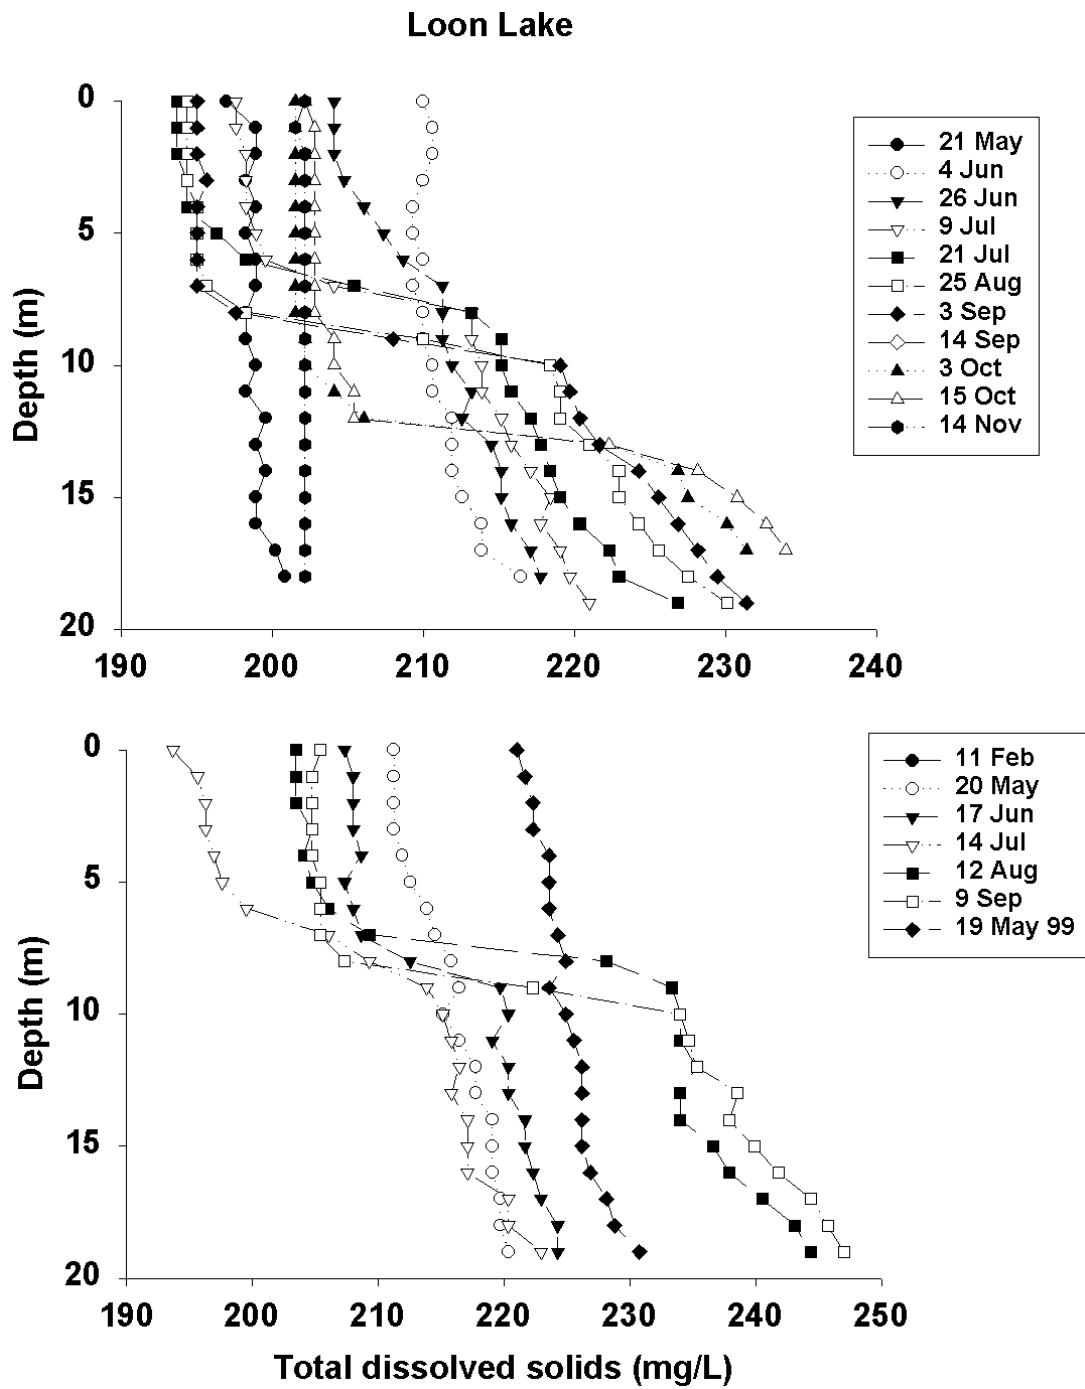 Loon Lake
0
5
10
15
20
Depth (m)
190 200 210 220 230 240
21 May
4 Jun
26 Jun
9 Jul
21 Jul
25 Aug
3 Sep
14 Sep
3 Oct
15 Oct
14 Nov
0
5
10
15
20
Depth (m)
190 200 210 220 230 240 250
Total dissolved solids (mg/L)
11 Feb
20 May
17 Jun
14 Jul
12 Aug
9 Sep
19 May 99